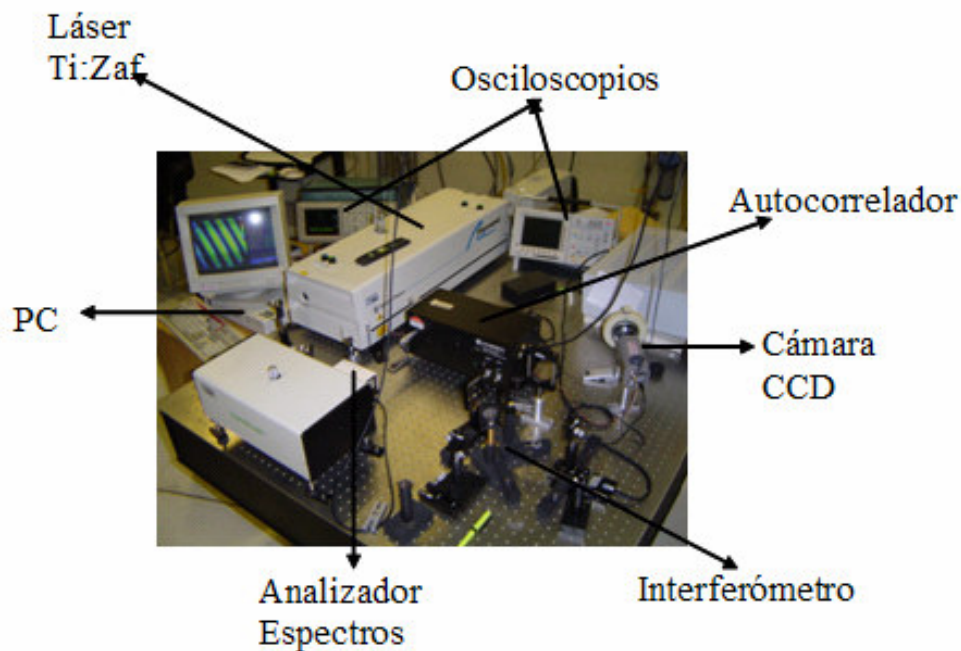 Láser
Ti:Zaf
Osciloscopios
Autocorrelador
PC
Cámara
CCD
Analizador
Espectros
Interferómetro